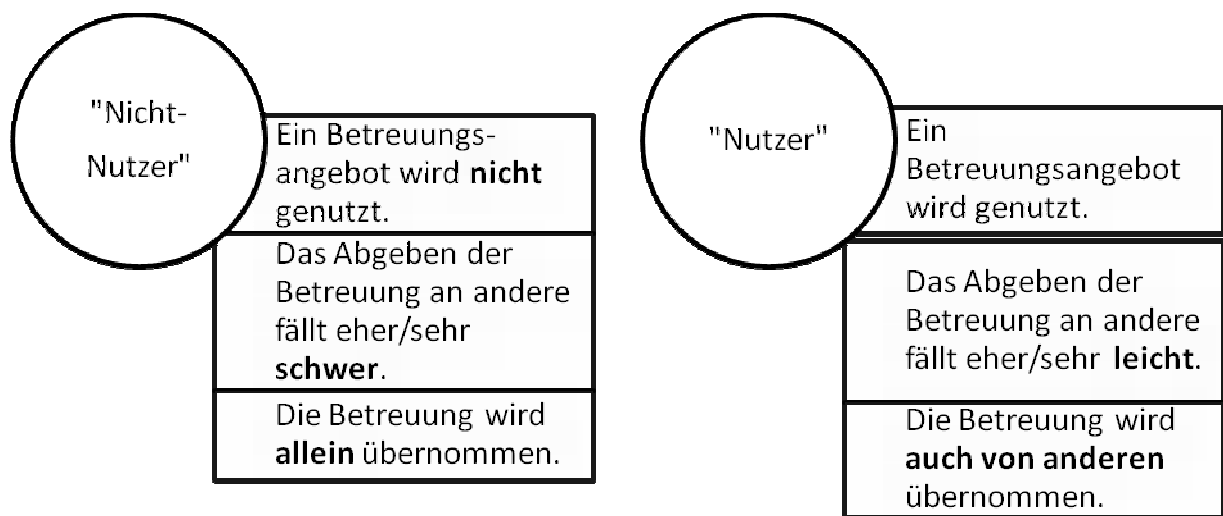 "Nicht-
Nutzer"
Ein Betreuungs-
angebot wird nicht
genutzt.
Das Abgeben der
Betreuung an andere
fällt eher/sehr
schwer.
Die Betreuung wird
allein übernommen.
"Nutzer"
Ein
Betreuungsangebot
wird genutzt.
Das Abgeben der
Betreuung an andere
fällt eher/sehr leicht.
Die Betreuung wird
auch von anderen
übernommen.